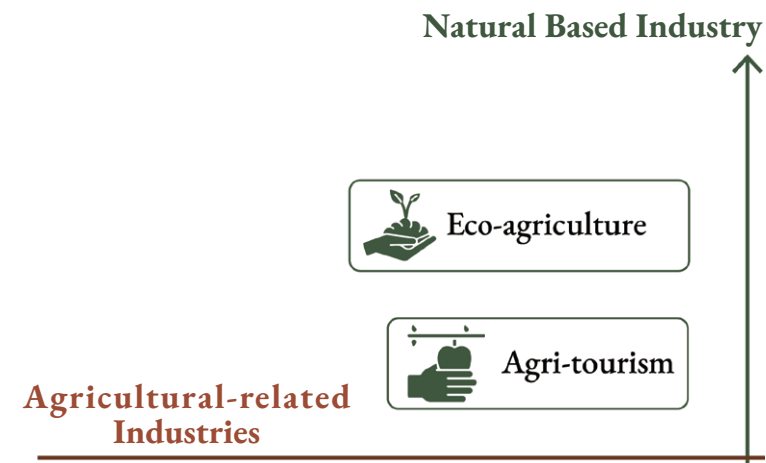 Natural Based Industry
Eco-agriculture
Agri-tourism
Agricultural-related
Industries